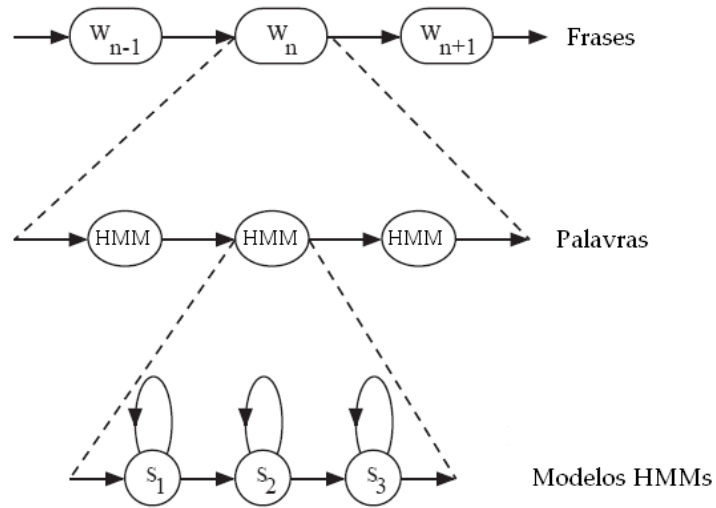 W n-1 W n W n+1 Frases
HMM HMM HMM Palavras
S 1 S 2 S 3 Modelos HMMs